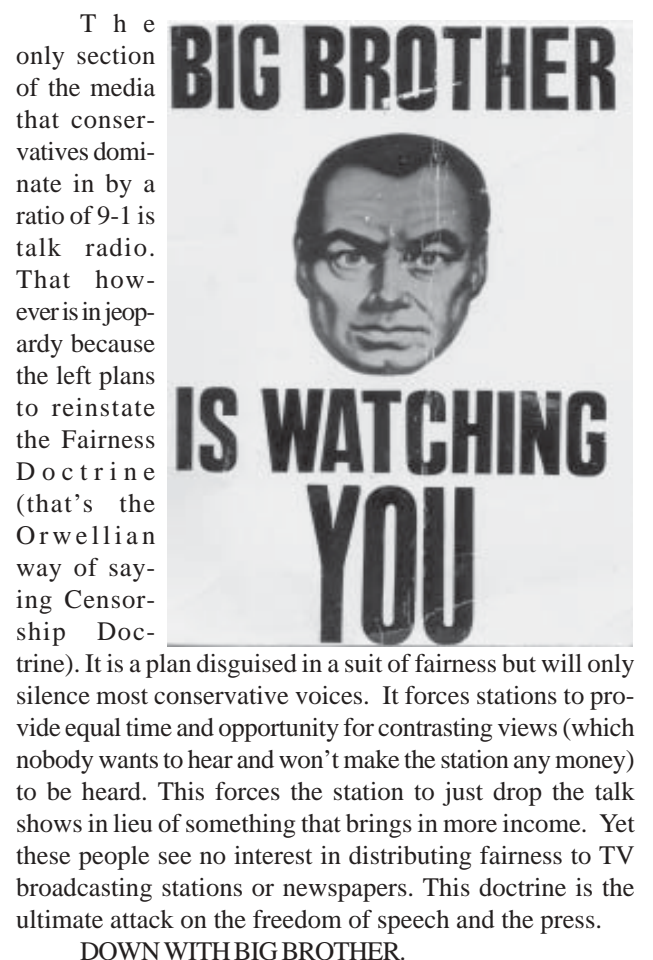 The
only section
of the media
that conser-
vatives domi-
nate in by a
ratio of 9-1 is
talk radio.
That how-
ever is in jeop-
ardy because
the left plans
to reinstate
the Fairness
Doctrine
(that's the
Orwellian
way of say-
ing Censor-
ship Doc-
trine). It is a plan disguised in a suit of fairness but will only
silence most conservative voices. It forces stations to pro-
vide equal time and opportunity for contrasting views (which
nobody wants to hear and won't make the station any money)
to be heard. This forces the station to just drop the talk
shows in lieu of something that brings in more income. Yet
these people see no interest in distributing fairness to TV
broadcasting stations or newspapers. This doctrine is the
ultimate attack on the freedom of speech and the press.
DOWN WITH BIG BROTHER.
BIG BROTHER
IS WATCHING
YOU